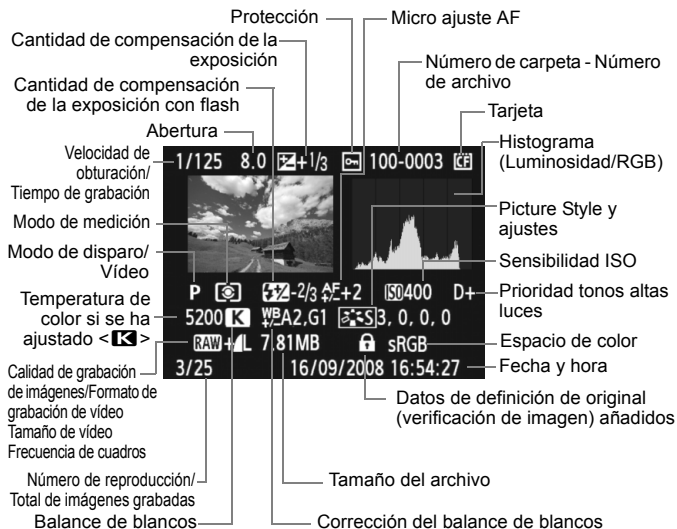 Protección
Micro ajuste AF
Cantidad de compensación de la
exposición
Número de carpeta - Número
de archivo
Cantidad de compensación
de la exposición con flash
Tarjeta
Abertura
Histograma
(Luminosidad/RGB)
Velocidad de
obturación/
Tiempo de grabación
1/125 8.0 +1/3 100-0003 CF
Modo de medición
Picture Style y
ajustes
Modo de disparo/
Vídeo
Sensibilidad ISO
P -2/3 AF+2 ISO400 D+
Prioridad tonos altas
luces
Temperatura de
color si se ha
ajustado <K>
5200 K WB A2,G1 S 3, 0, 0, 0
RAW+L 7.81MB sRGB
Espacio de color
3/25 16/09/2008 16:54:27
Fecha y hora
Calidad de grabación
de imágenes/Formato de
grabación de vídeo
Tamaño de vídeo
Frecuencia de cuadros
Datos de definición de original
(verificación de imagen) añadidos
Número de reproducción/
Total de imágenes grabadas
Tamaño del archivo
Balance de blancos
Corrección del balance de blancos